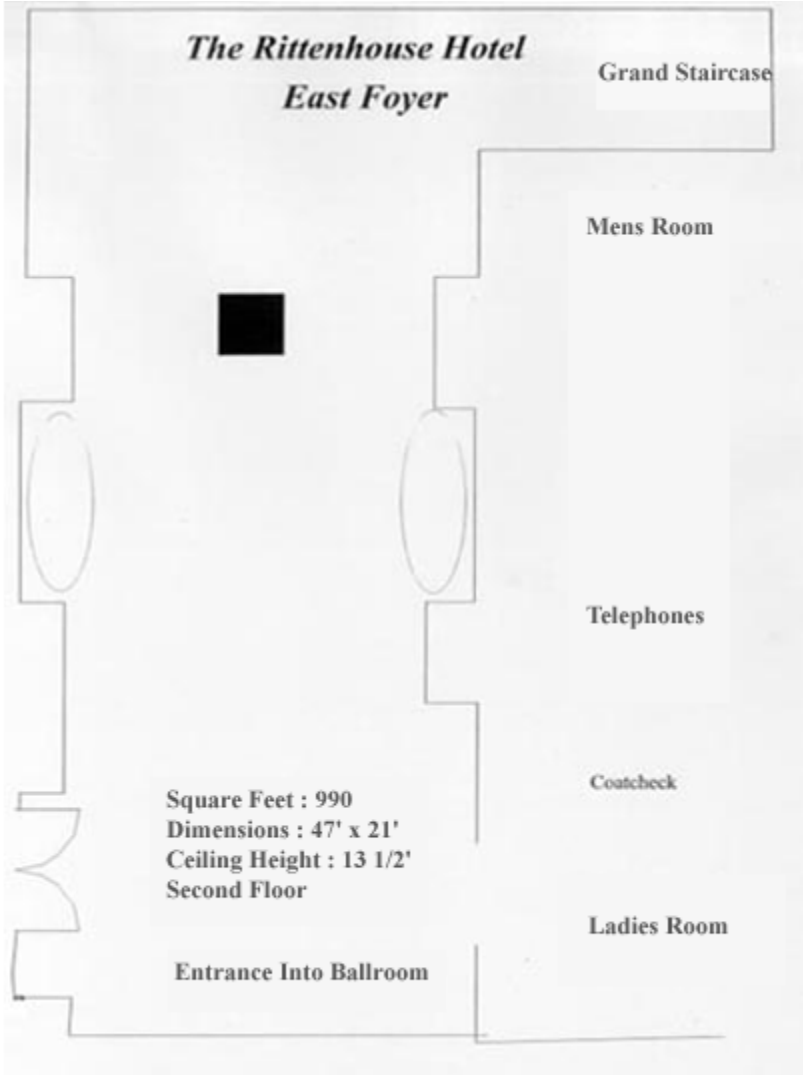 The Rittenhouse Hotel
East Foyer
Grand Staircase
Mens Room
Telephones
Coatcheck
Square Feet : 990
Dimensions : 47' x 21'
Ceiling Height : 13 1/2'
Second Floor
Ladies Room
Entrance Into Ballroom